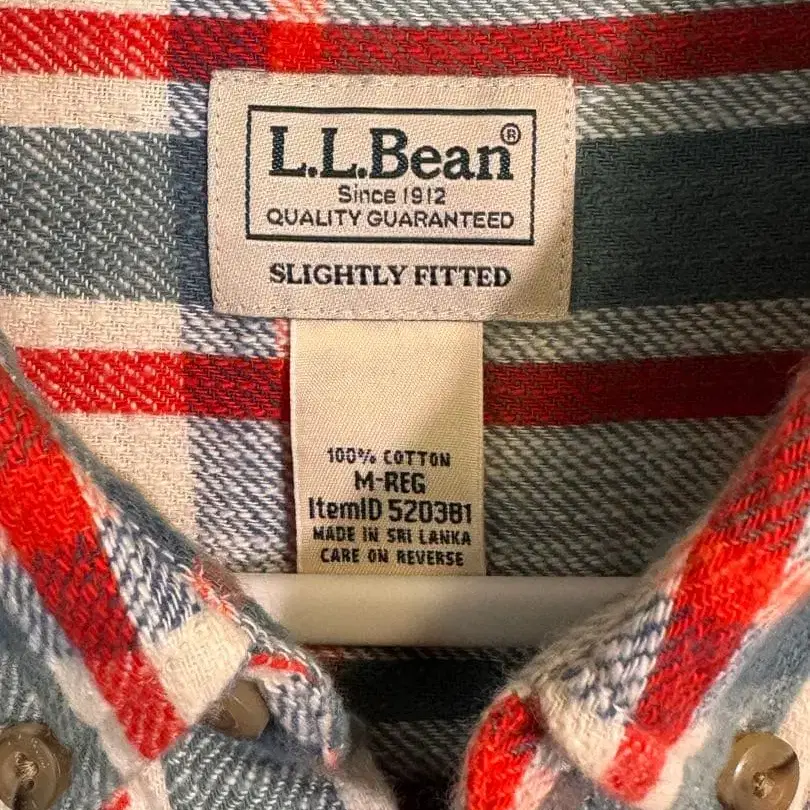 L.L.Bean®
Since 1912
QUALITY GUARANTEED
SLIGHTLY FITTED
100% COTTON
M-REG
ItemID 520381
MADE IN SRI LANKA
CARE ON REVERSE